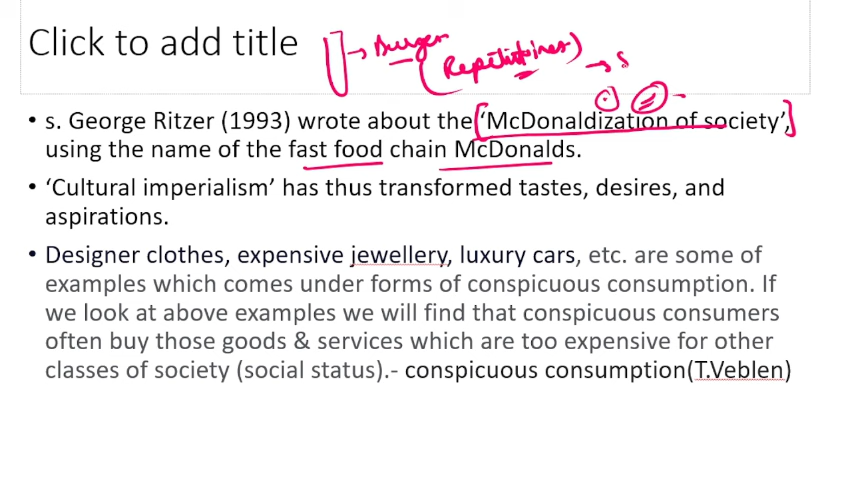 Click to add title
Burger
• s. George Ritzer (1993) wrote about the ‘McDonaldization of society’,
using the name of the fast food chain McDonalds.
• ‘Cultural imperialism’ has thus transformed tastes, desires, and
aspirations.
• Designer clothes, expensive jewellery, luxury cars, etc. are some of
examples which comes under forms of conspicuous consumption. If
we look at above examples we will find that conspicuous consumers
often buy those goods & services which are too expensive for other
classes of society (social status).- conspicuous consumption(T.Veblen)